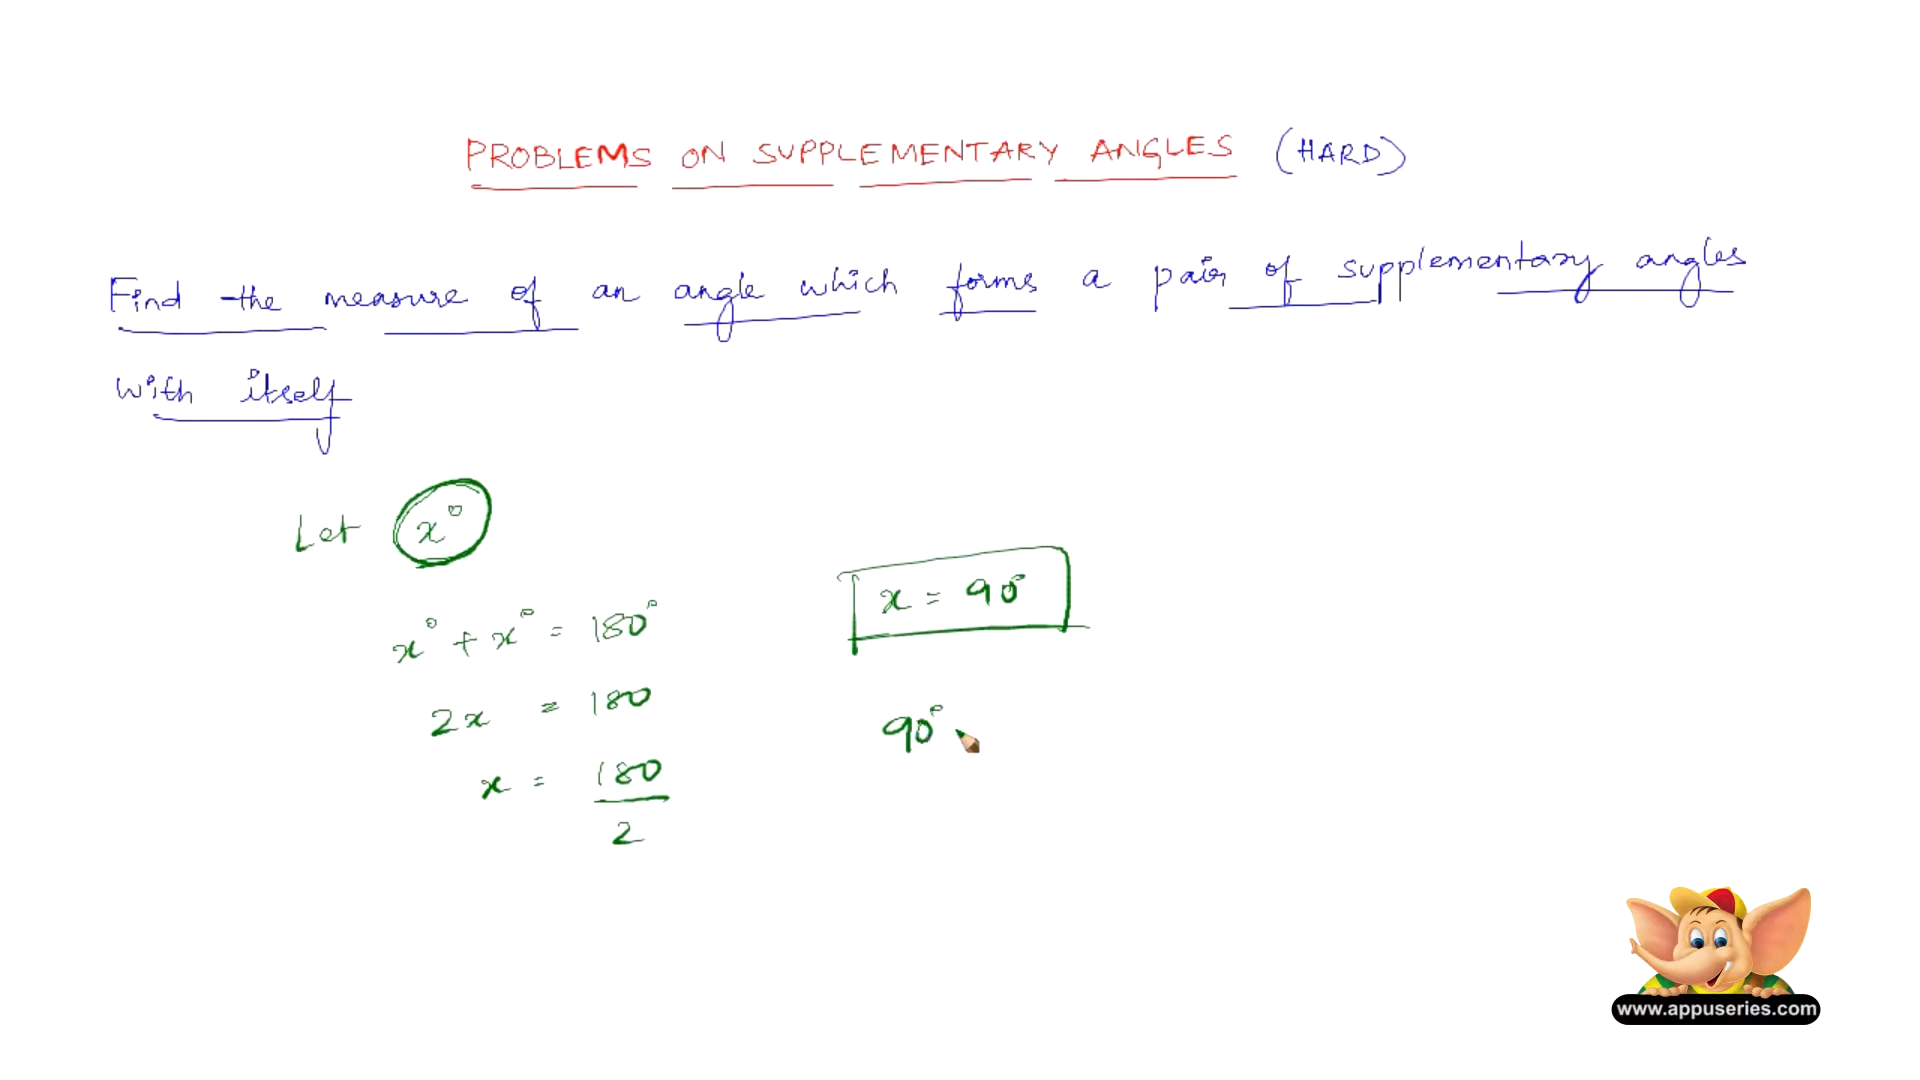 PROBLEMS ON SUPPLEMENTARY ANGLES (HARD)
Find the measure of an angle which forms a pair of supplementary angles
with itself
Let x°
x° + x° = 180°
2x = 180
x = 180
2
x = 90°
90°
www.appuseries.com